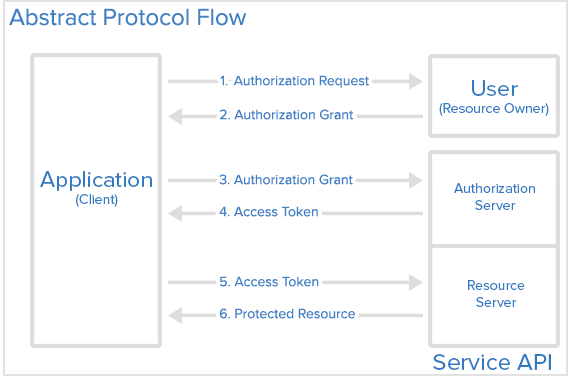 Abstract Protocol Flow
1. Authorization Request
User
(Resource Owner)
2. Authorization Grant
Application
(Client)
3. Authorization Grant
Authorization
Server
4. Access Token
5. Access Token
Resource
Server
6. Protected Resource
Service API